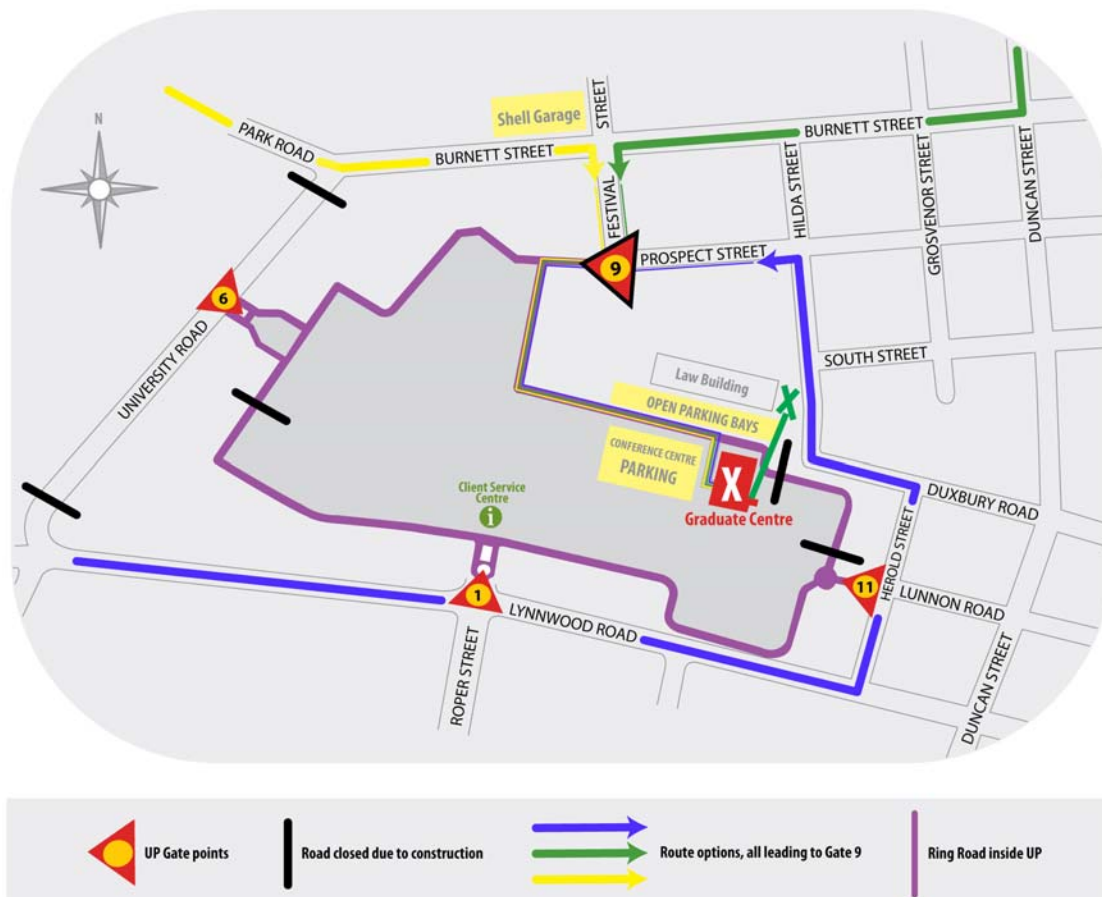 N
PARK ROAD
Shell Garage
BURNETT STREET
FESTIVAL
STREET
BURNETT STREET
HILDA STREET
GROSVENOR STREET
DUNCAN STREET
9
PROSPECT STREET
6
UNIVERSITY ROAD
SOUTH STREET
Law Building
X
OPEN PARKING BAYS
CONFERENCE CENTRE
PARKING
X
Graduate Centre
Client Service
Centre
i
DUXBURY ROAD
HEROLD STREET
11
LUNNON ROAD
1
LYNNWOOD ROAD
ROPER STREET
DUNCAN STREET
UP Gate points
Road closed due to construction
Route options, all leading to Gate 9
Ring Road inside UP